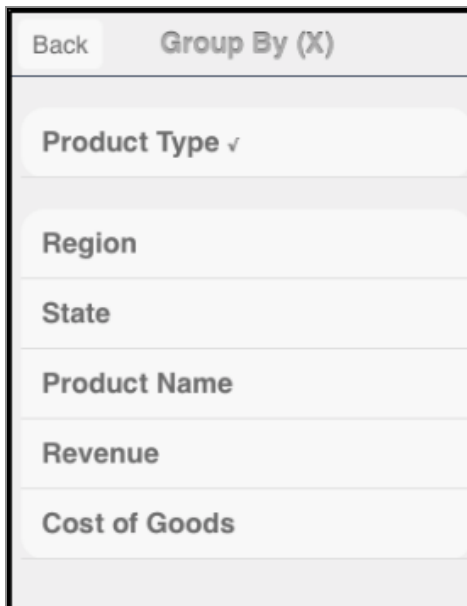 Back Group By (X)
Product Type √
Region
State
Product Name
Revenue
Cost of Goods